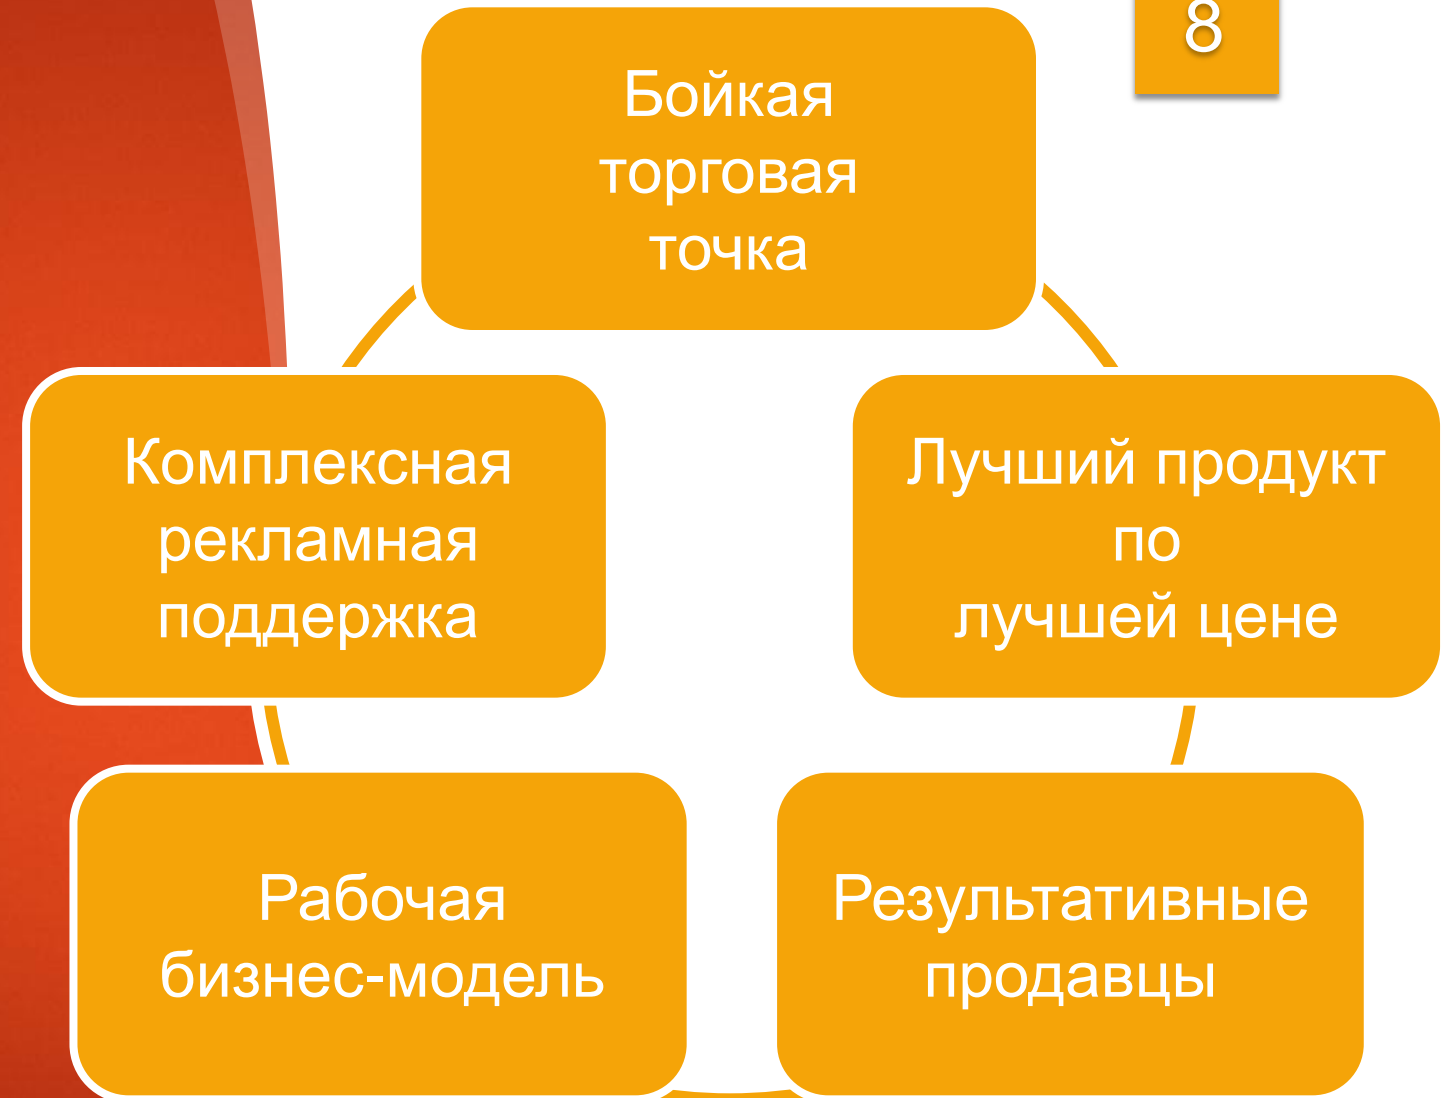 8
Бойкая
торговая
точка
Комплексная
рекламная
поддержка
Лучший продукт
по
лучшей цене
Рабочая
бизнес-модель
Результативные
продавцы